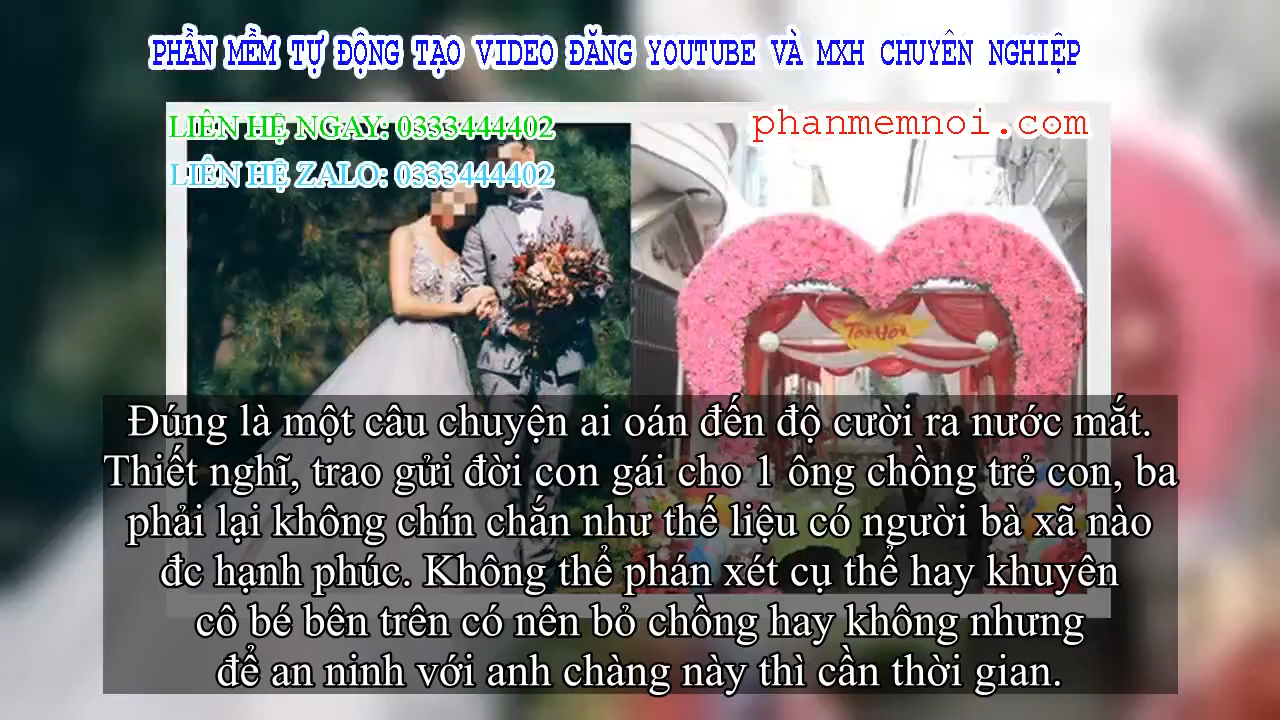 PHẦN MỀM TỰ ĐỘNG TẠO VIDEO ĐĂNG YOUTUBE VÀ MXH CHUYÊN NGHIỆP
LIÊN HỆ NGAY: 0333444402
phanmemnoi.com
LIÊN HỆ ZALO: 0333444402
Đúng là một câu chuyện ai oán đến độ cười ra nước mắt.
Thiết nghĩ, trao gửi đời con gái cho 1 ông chồng trẻ con, ba
phải lại không chín chắn như thế liệu có người bà xã nào
đc hạnh phúc. Không thể phán xét cụ thể hay khuyên
cô bé bên trên có nên bỏ chồng hay không nhưng
để an ninh với anh chàng này thì cần thời gian.